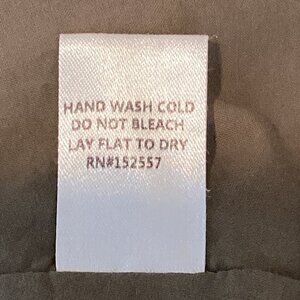 HAND WASH COLD
DO NOT BLEACH
LAY FLAT TO DRY
RN#152557